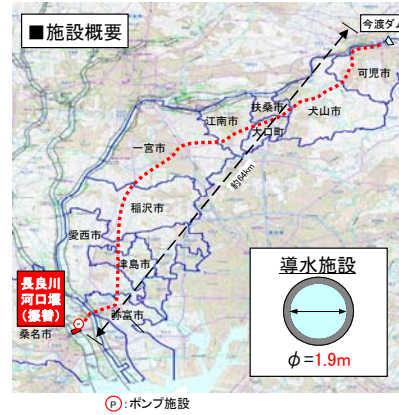 ■施設概要
今渡ダム
可児市
扶桑市
犬山市
江南市
大口町
一宮市
約64km
稲沢市
愛西市
津島市
長良川
河口堰
(振替)
弥富市
P
桑名市
導水施設
φ=1.9m
P:ポンプ施設